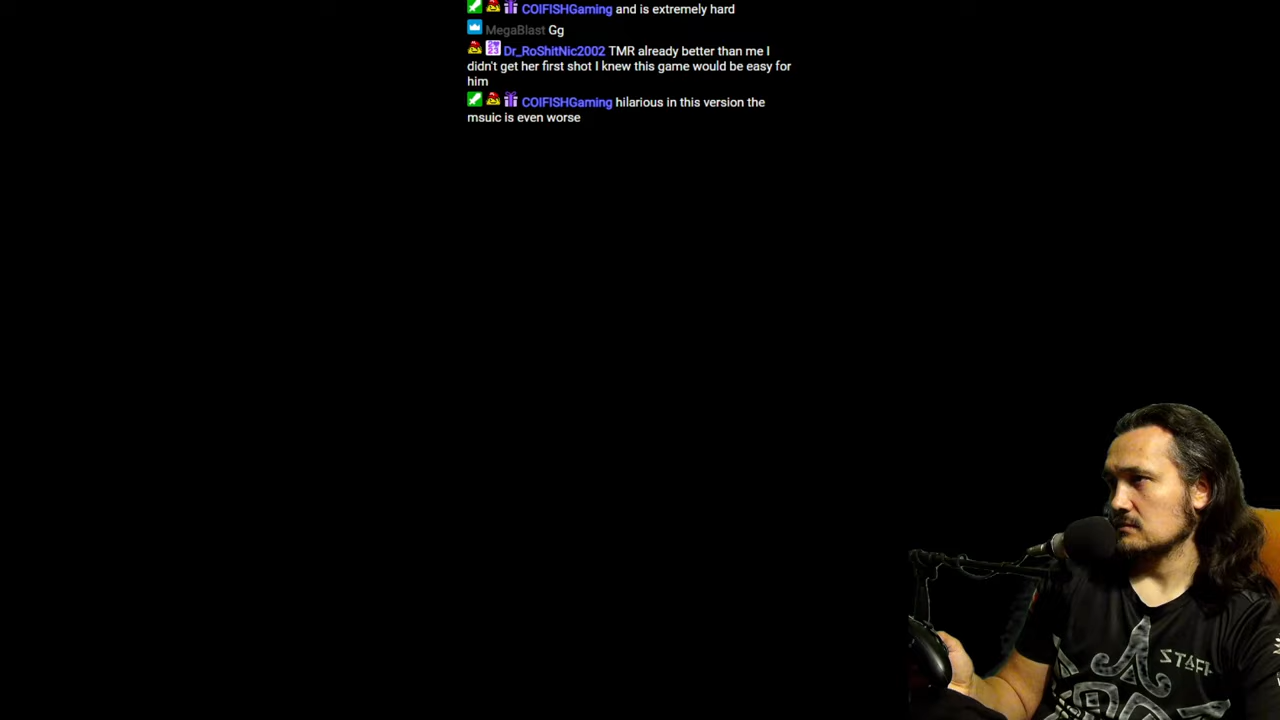 COIFISHGaming and is extremely hard
MegaBlast Gg
Dr_RoShitNic2002 TMR already better than me I
didn't get her first shot I knew this game would be easy for
him
COIFISHGaming hilarious in this version the
msuic is even worse
STAFF